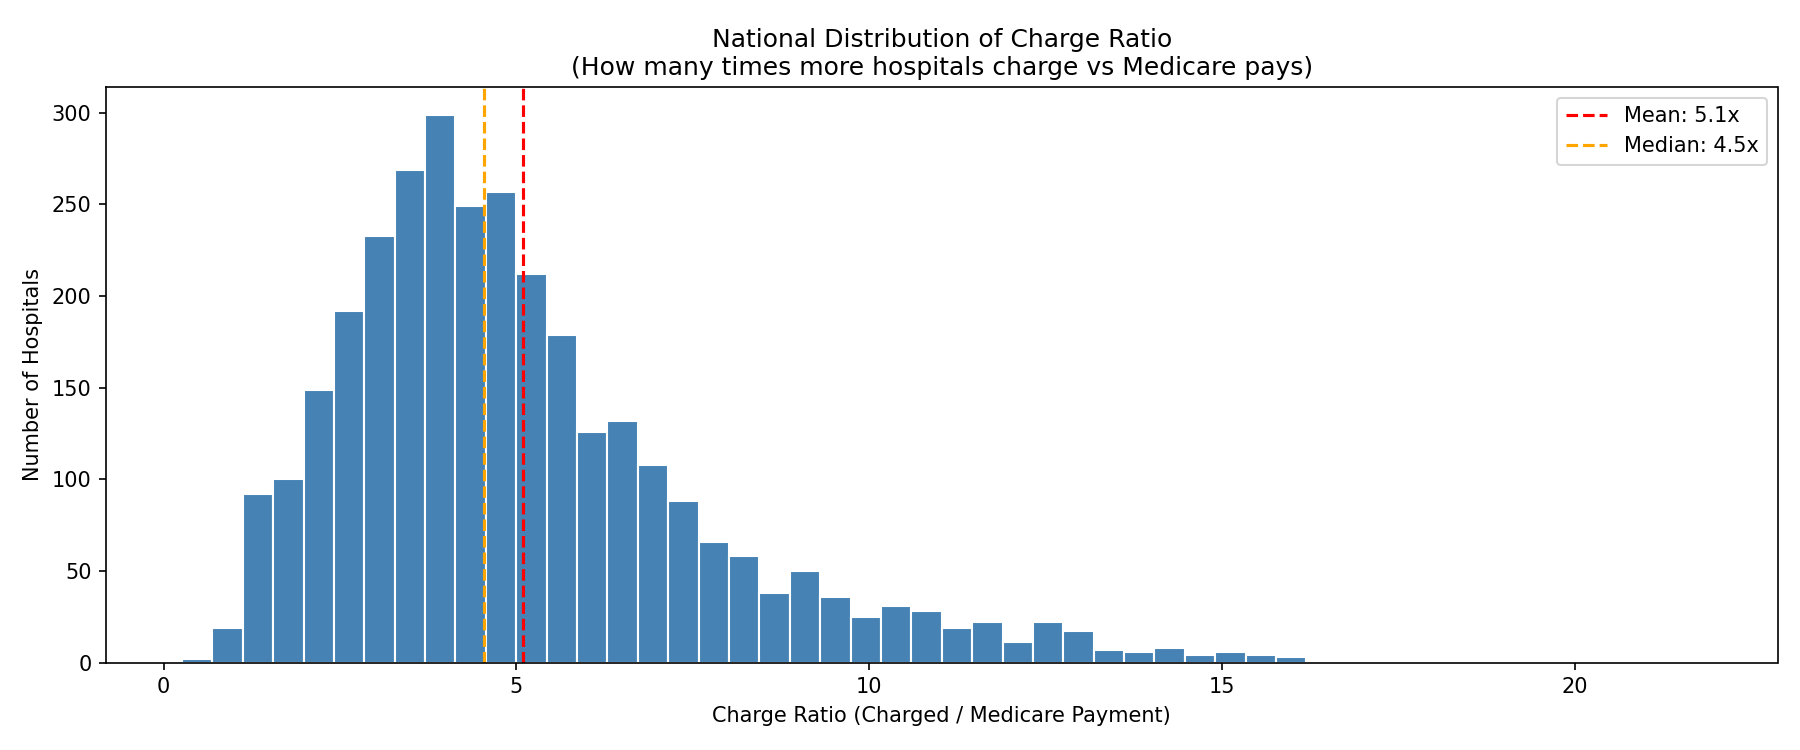 National Distribution of Charge Ratio
(How many times more hospitals charge vs Medicare pays)
Mean: 5.1x
Median: 4.5x
Number of Hospitals
300
250
200
150
100
50
0
0 5 10 15 20
Charge Ratio (Charged / Medicare Payment)